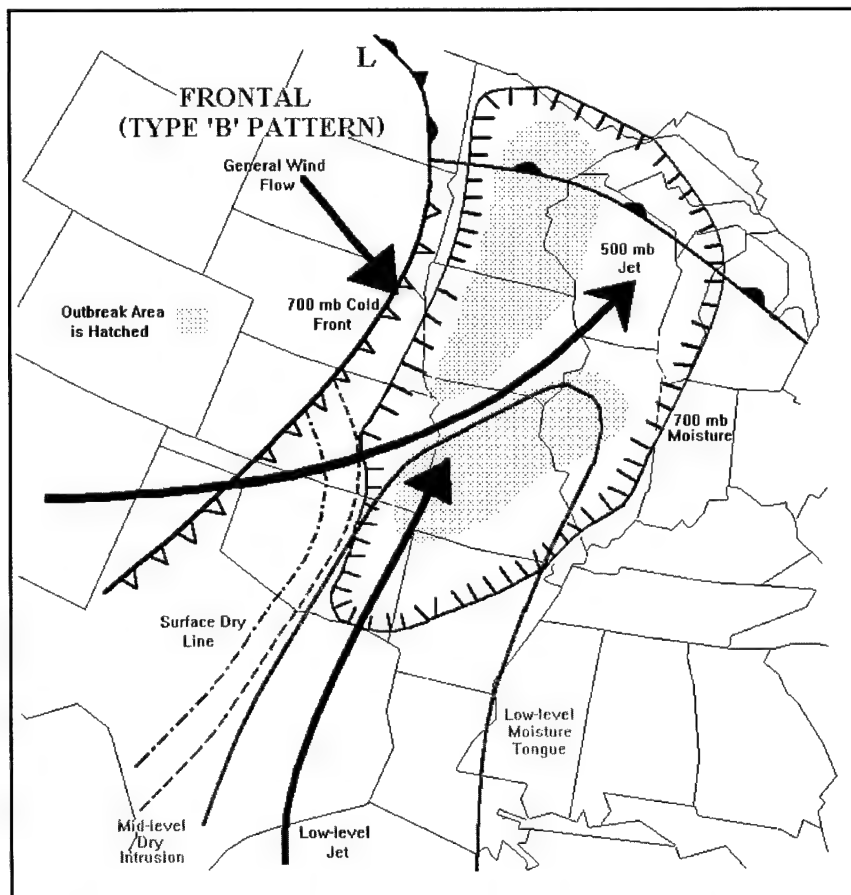 L
FRONTAL
(TYPE 'B' PATTERN)
General Wind
Flow
500 mb
Jet
700 mb Cold
Front
Outbreak Area
is Hatched
700 mb
Moisture
Surface Dry
Line
Low-level
Moisture
Tongue
Mid-level
Dry
Intrusion
Low-level
Jet